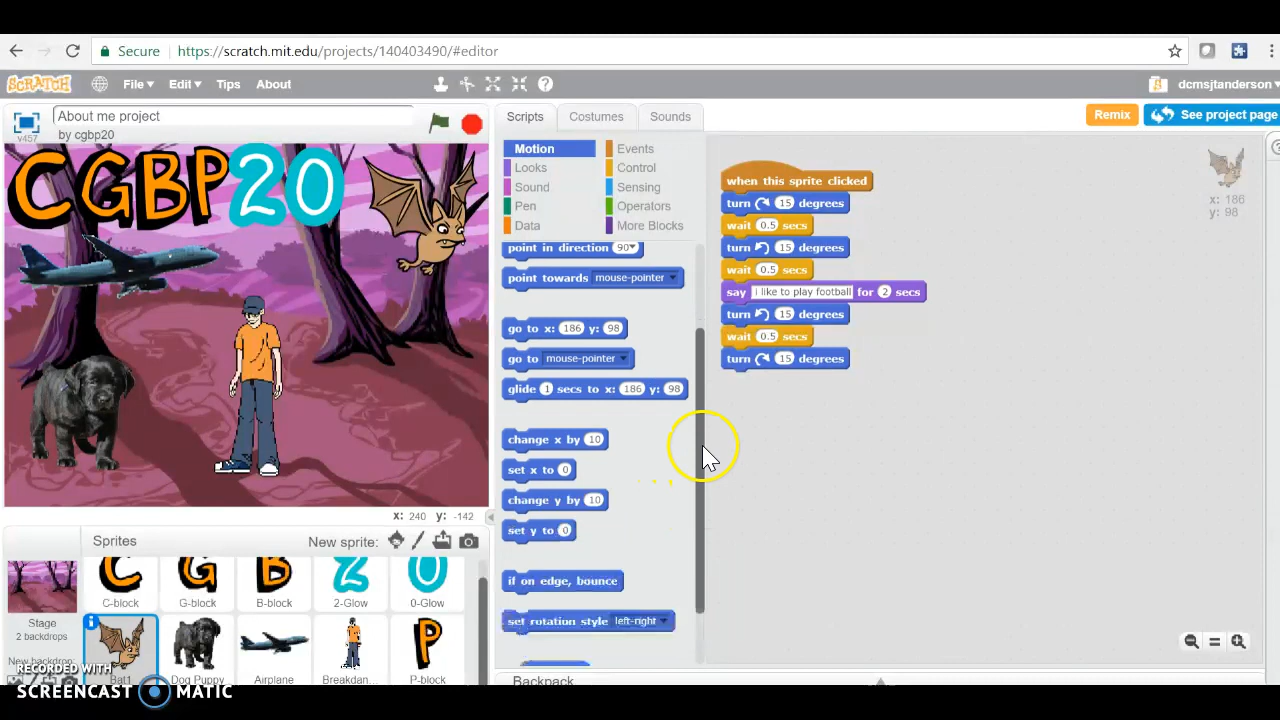 Secure https://scratch.mit.edu/projects/140403490/#editor
SCRATCH File Edit Tips About dcmsjtanderson
About me project
by cgbp20
v457
Scripts Costumes Sounds
Remix See project page
Motion Events
Looks Control
Sound Sensing
Pen Operators
Data More Blocks
CGBP20
point in direction 90
point towards mouse-pointer
go to x: 186 y: 98
go to mouse-pointer
glide 1 secs to x: 186 y: 98
change x by 10
set x to 0
change y by 10
set y to 0
if on edge, bounce
set rotation style left-right
when this sprite clicked
turn 15 degrees
wait 0.5 secs
turn 15 degrees
wait 0.5 secs
say i like to play football for 2 secs
turn 15 degrees
wait 0.5 secs
turn 15 degrees
x: 186
y: 98
x: 240 y: -142
Sprites New sprite:
C G B 2 0
C-block G-block B-block 2-Glow 0-Glow
Stage
2 backdrops
New backdrop:
P
Bat1 Dog Puppy Airplane Breakdan... P-block
Backpack
RECORDED WITH
SCREENCAST MATIC